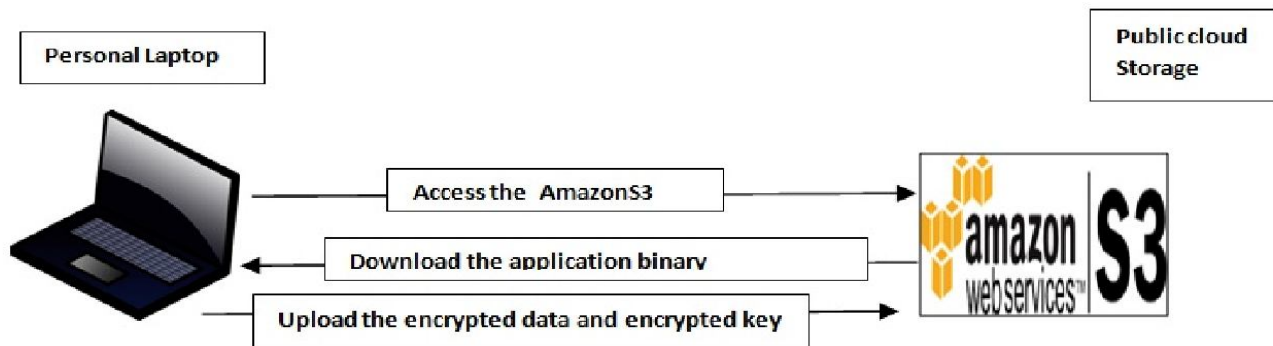 Personal Laptop
Public cloud
Storage
Access the AmazonS3
Download the application binary
Upload the encrypted data and encrypted key
amazon
webservices™
S3